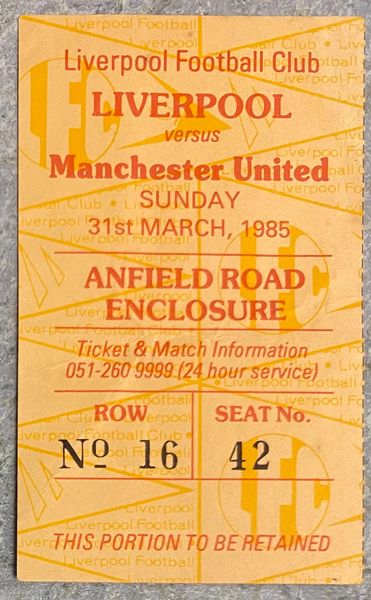 Liverpool Football Club
LIVERPOOL
versus
Manchester United
SUNDAY
31st MARCH, 1985
ANFIELD ROAD
ENCLOSURE
Ticket & Match Information
051-260 9999 (24 hour service)
ROW SEAT No.
Nº 16 42
THIS PORTION TO BE RETAINED